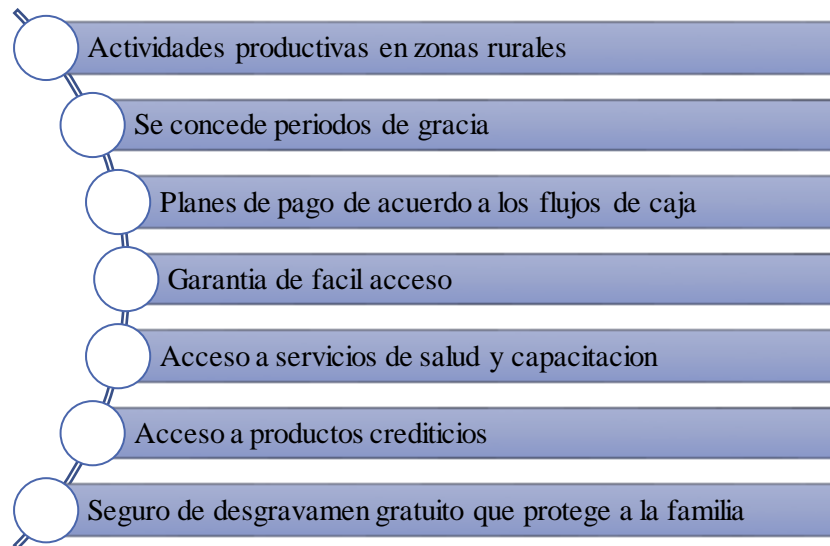 Actividades productivas en zonas rurales
Se concede periodos de gracia
Planes de pago de acuerdo a los flujos de caja
Garantia de facil acceso
Acceso a servicios de salud y capacitacion
Acceso a productos crediticios
Seguro de desgravamen gratuito que protege a la familia